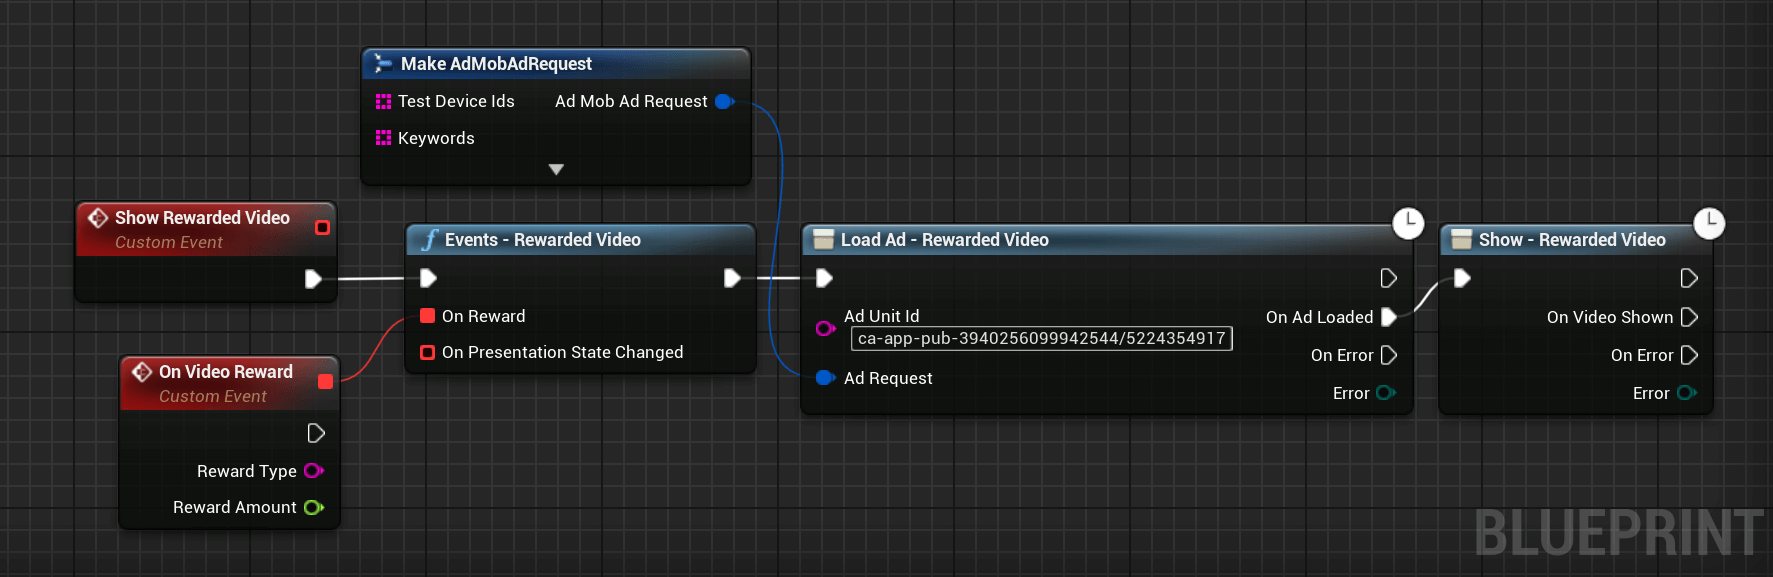 Make AdMobAdRequest
Test Device Ids
Ad Mob Ad Request
Keywords
Show Rewarded Video
Custom Event
Events - Rewarded Video
On Reward
On Presentation State Changed
On Video Reward
Custom Event
Reward Type
Reward Amount
Load Ad - Rewarded Video
Ad Unit Id
ca-app-pub-3940256099942544/5224354917
Ad Request
On Ad Loaded
On Error
Error
Show - Rewarded Video
On Video Shown
On Error
Error
BLUEPRINT